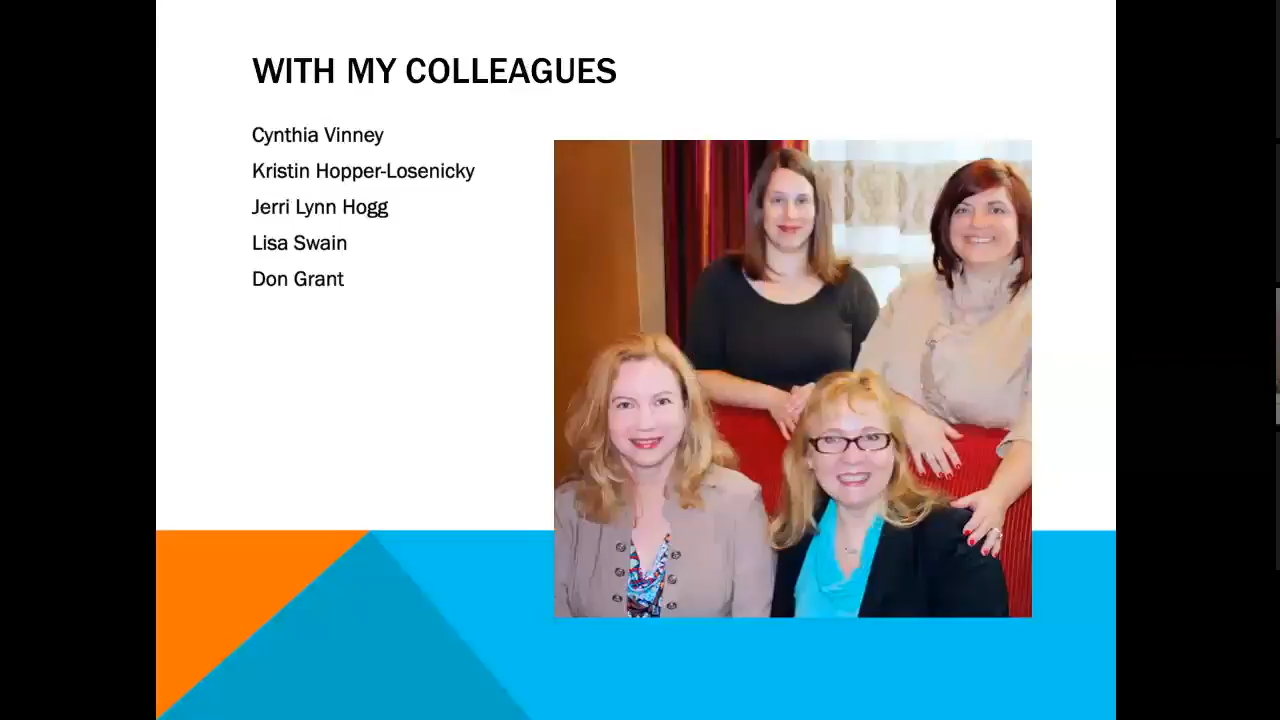 WITH MY COLLEAGUES
Cynthia Vinney
Kristin Hopper-Losenicky
Jerri Lynn Hogg
Lisa Swain
Don Grant